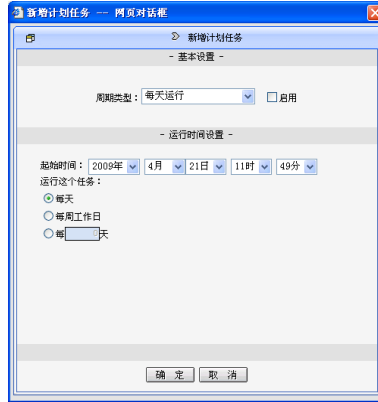 新增计划任务 -- 网页对话框
新增计划任务
- 基本设置 -
周期类型： 每天运行 启用
- 运行时间设置 -
起始时间： 2009年 4月 21日 11时 49分
运行这个任务：
每天
每周工作日
每 天
确 定 取 消